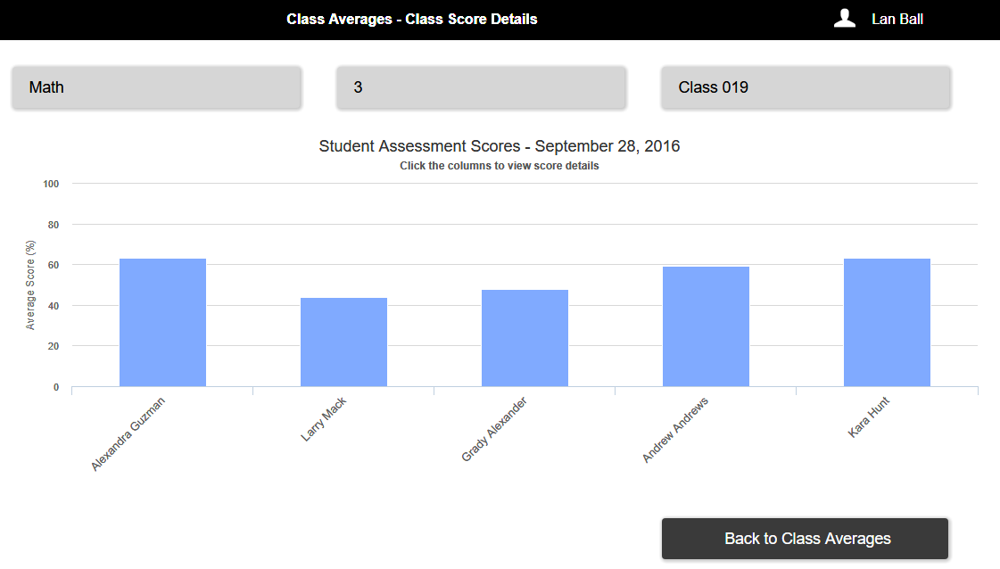 Class Averages - Class Score Details
Lan Ball
Math
3
Class 019
Student Assessment Scores - September 28, 2016
Click the columns to view score details
Average Score (%)
100
80
60
40
20
0
Alexandra Guzman
Larry Mack
Grady Alexander
Andrew Andrews
Kara Hunt
Back to Class Averages